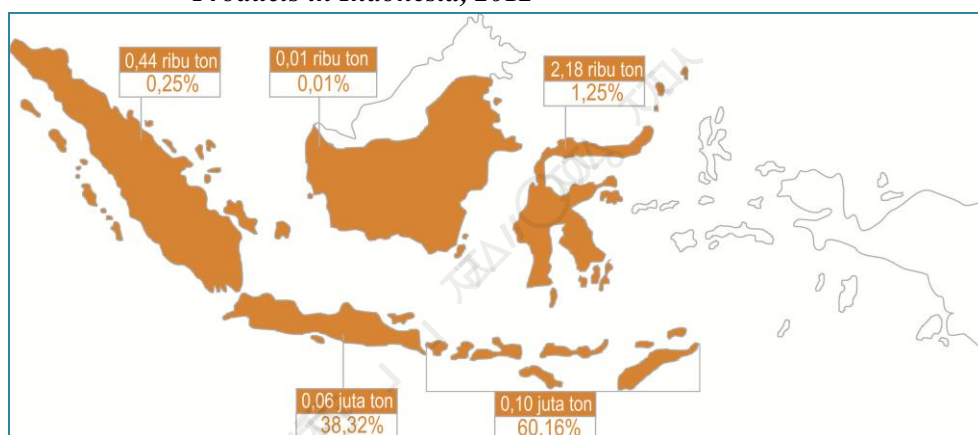 Products in Indonesia, 2012
0,44 ribu ton
0,25%
0,01 ribu ton
0,01%
2,18 ribu ton
1,25%
0,06 juta ton
38,32%
0,10 juta ton
60,16%